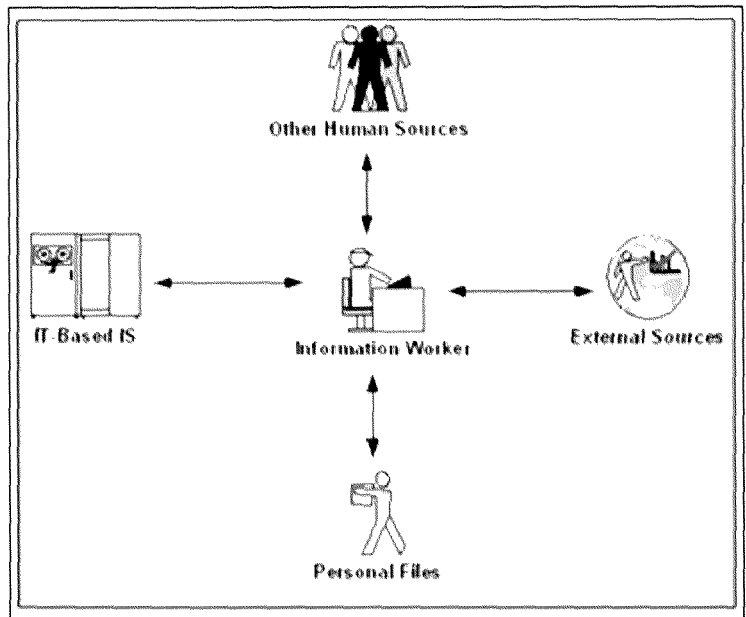 Other Human Sources
IT-Based IS
Information Worker
External Sources
Personal Files